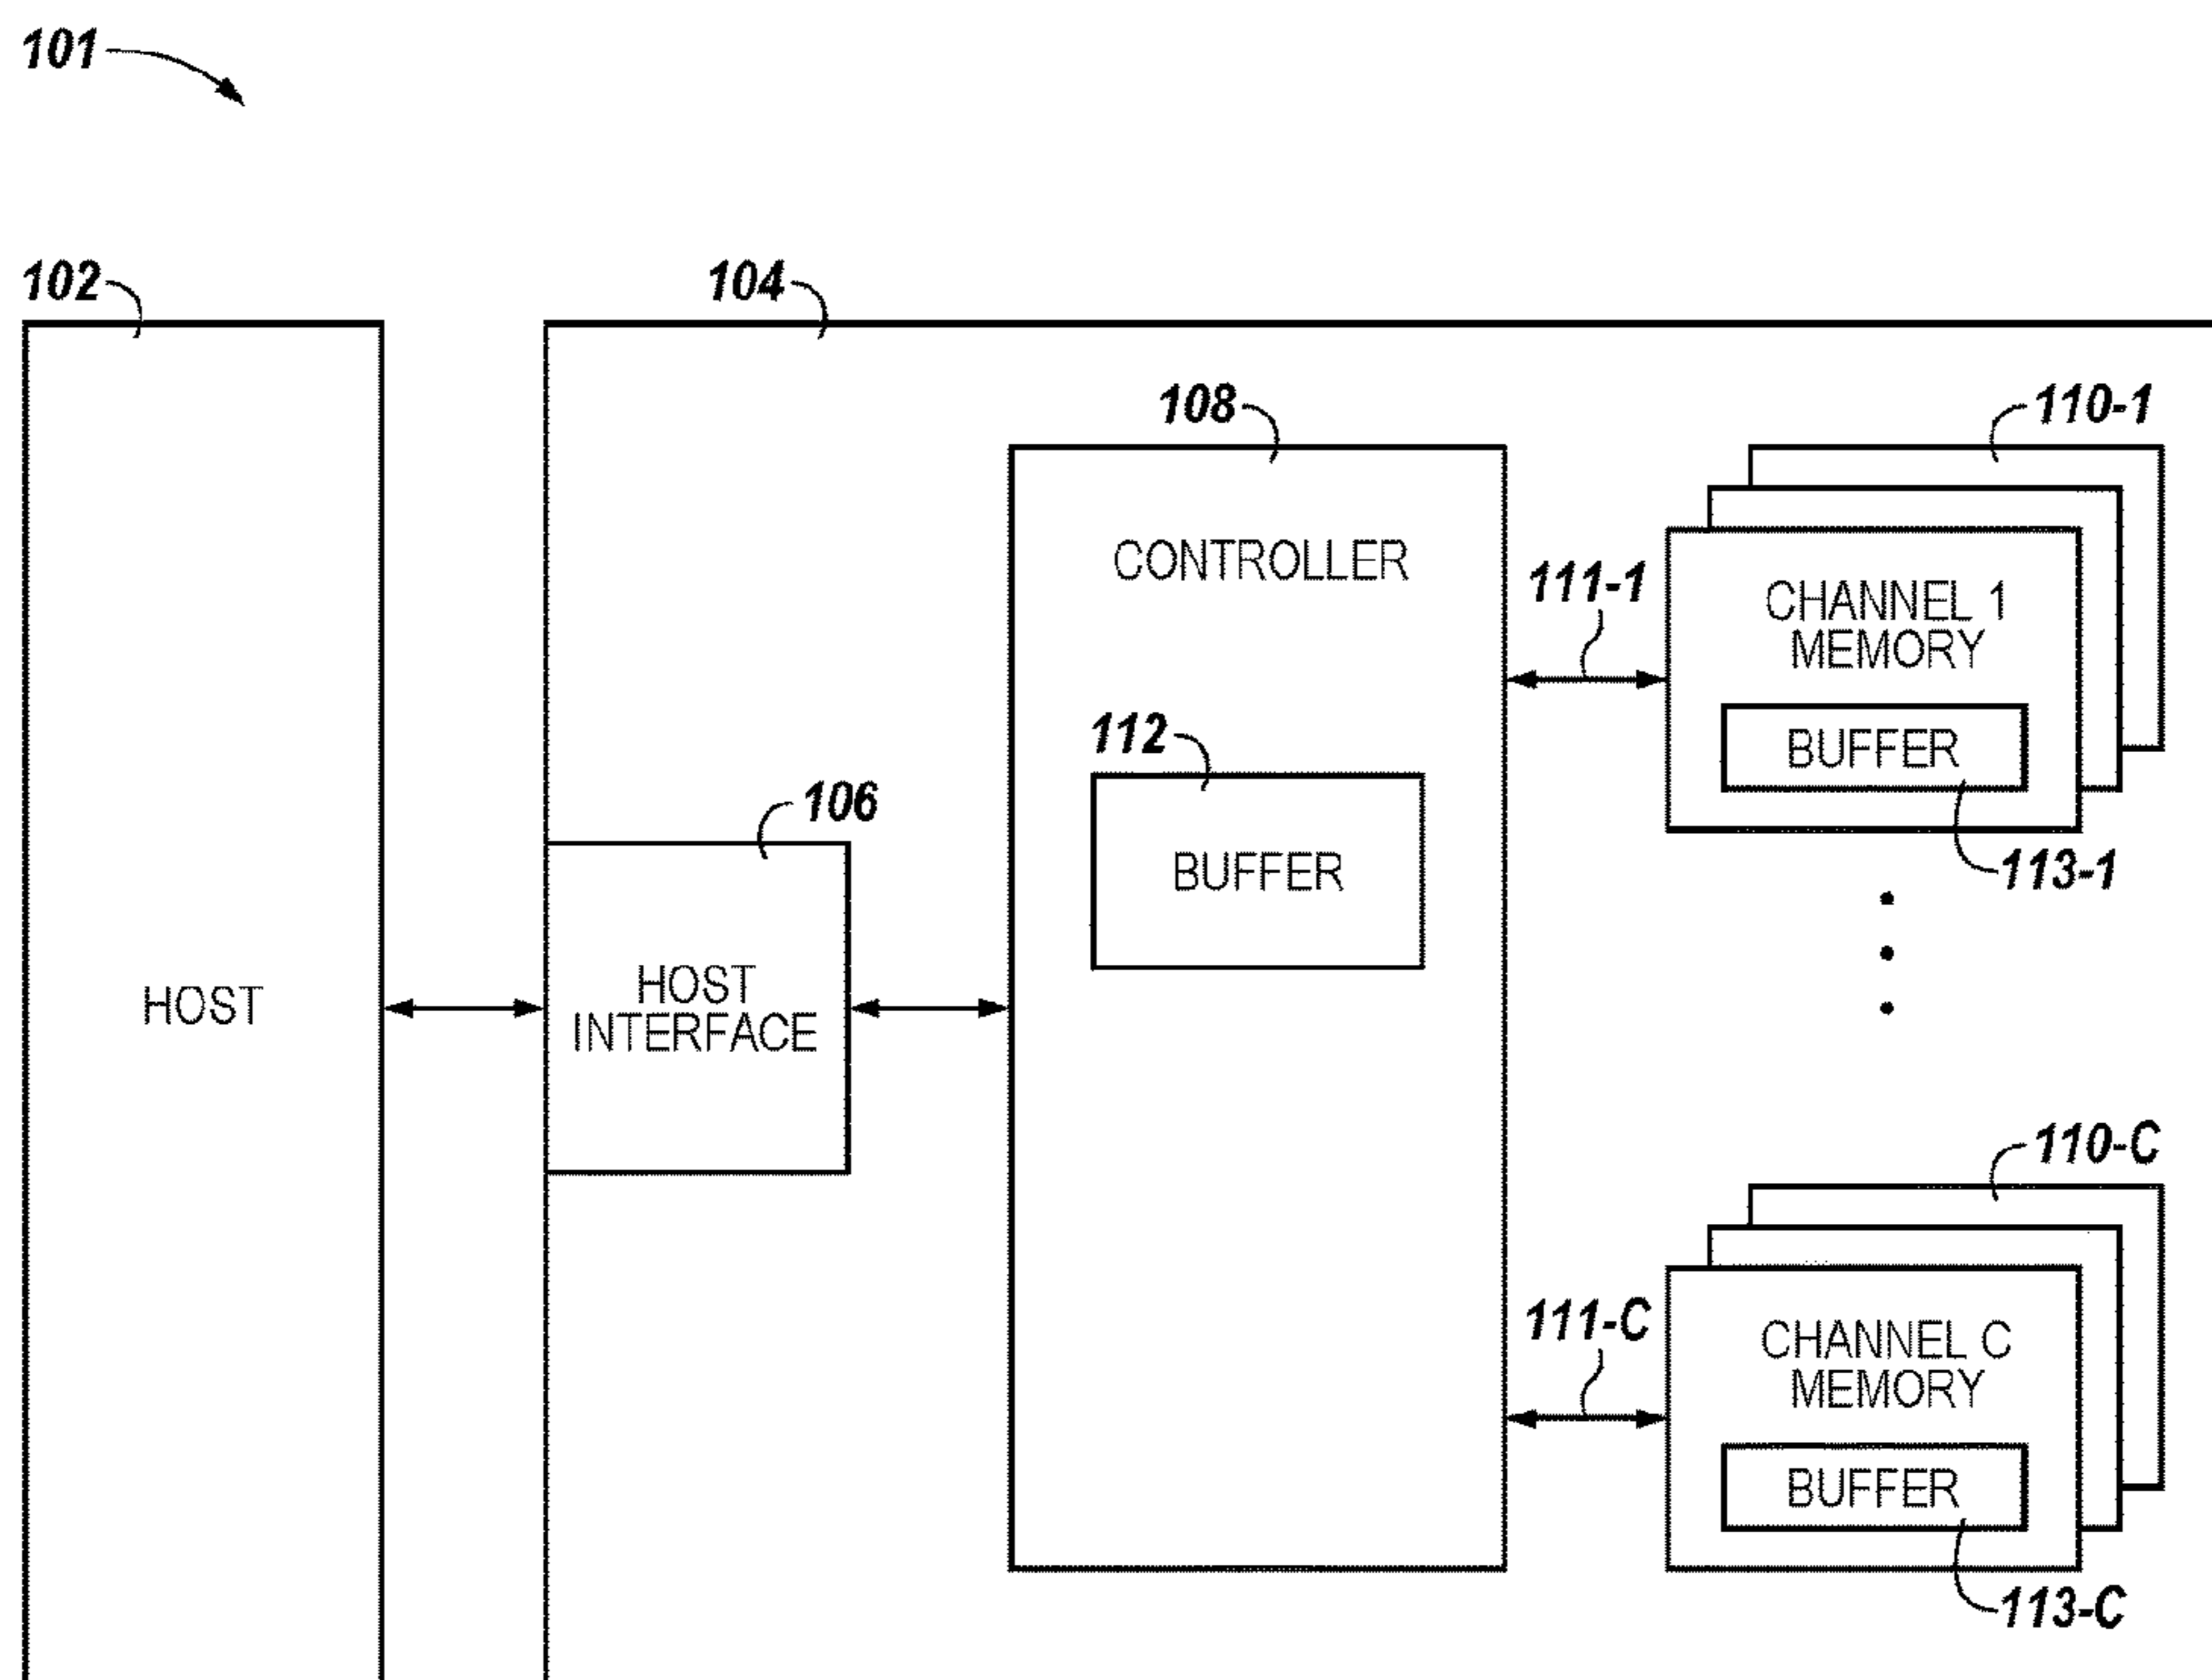 101
102
104
108
110-1
CONTROLLER
111-1
CHANNEL 1
MEMORY
112
BUFFER
106
BUFFER
113-1
HOST
HOST
INTERFACE
110-C
111-C
CHANNEL C
MEMORY
BUFFER
113-C